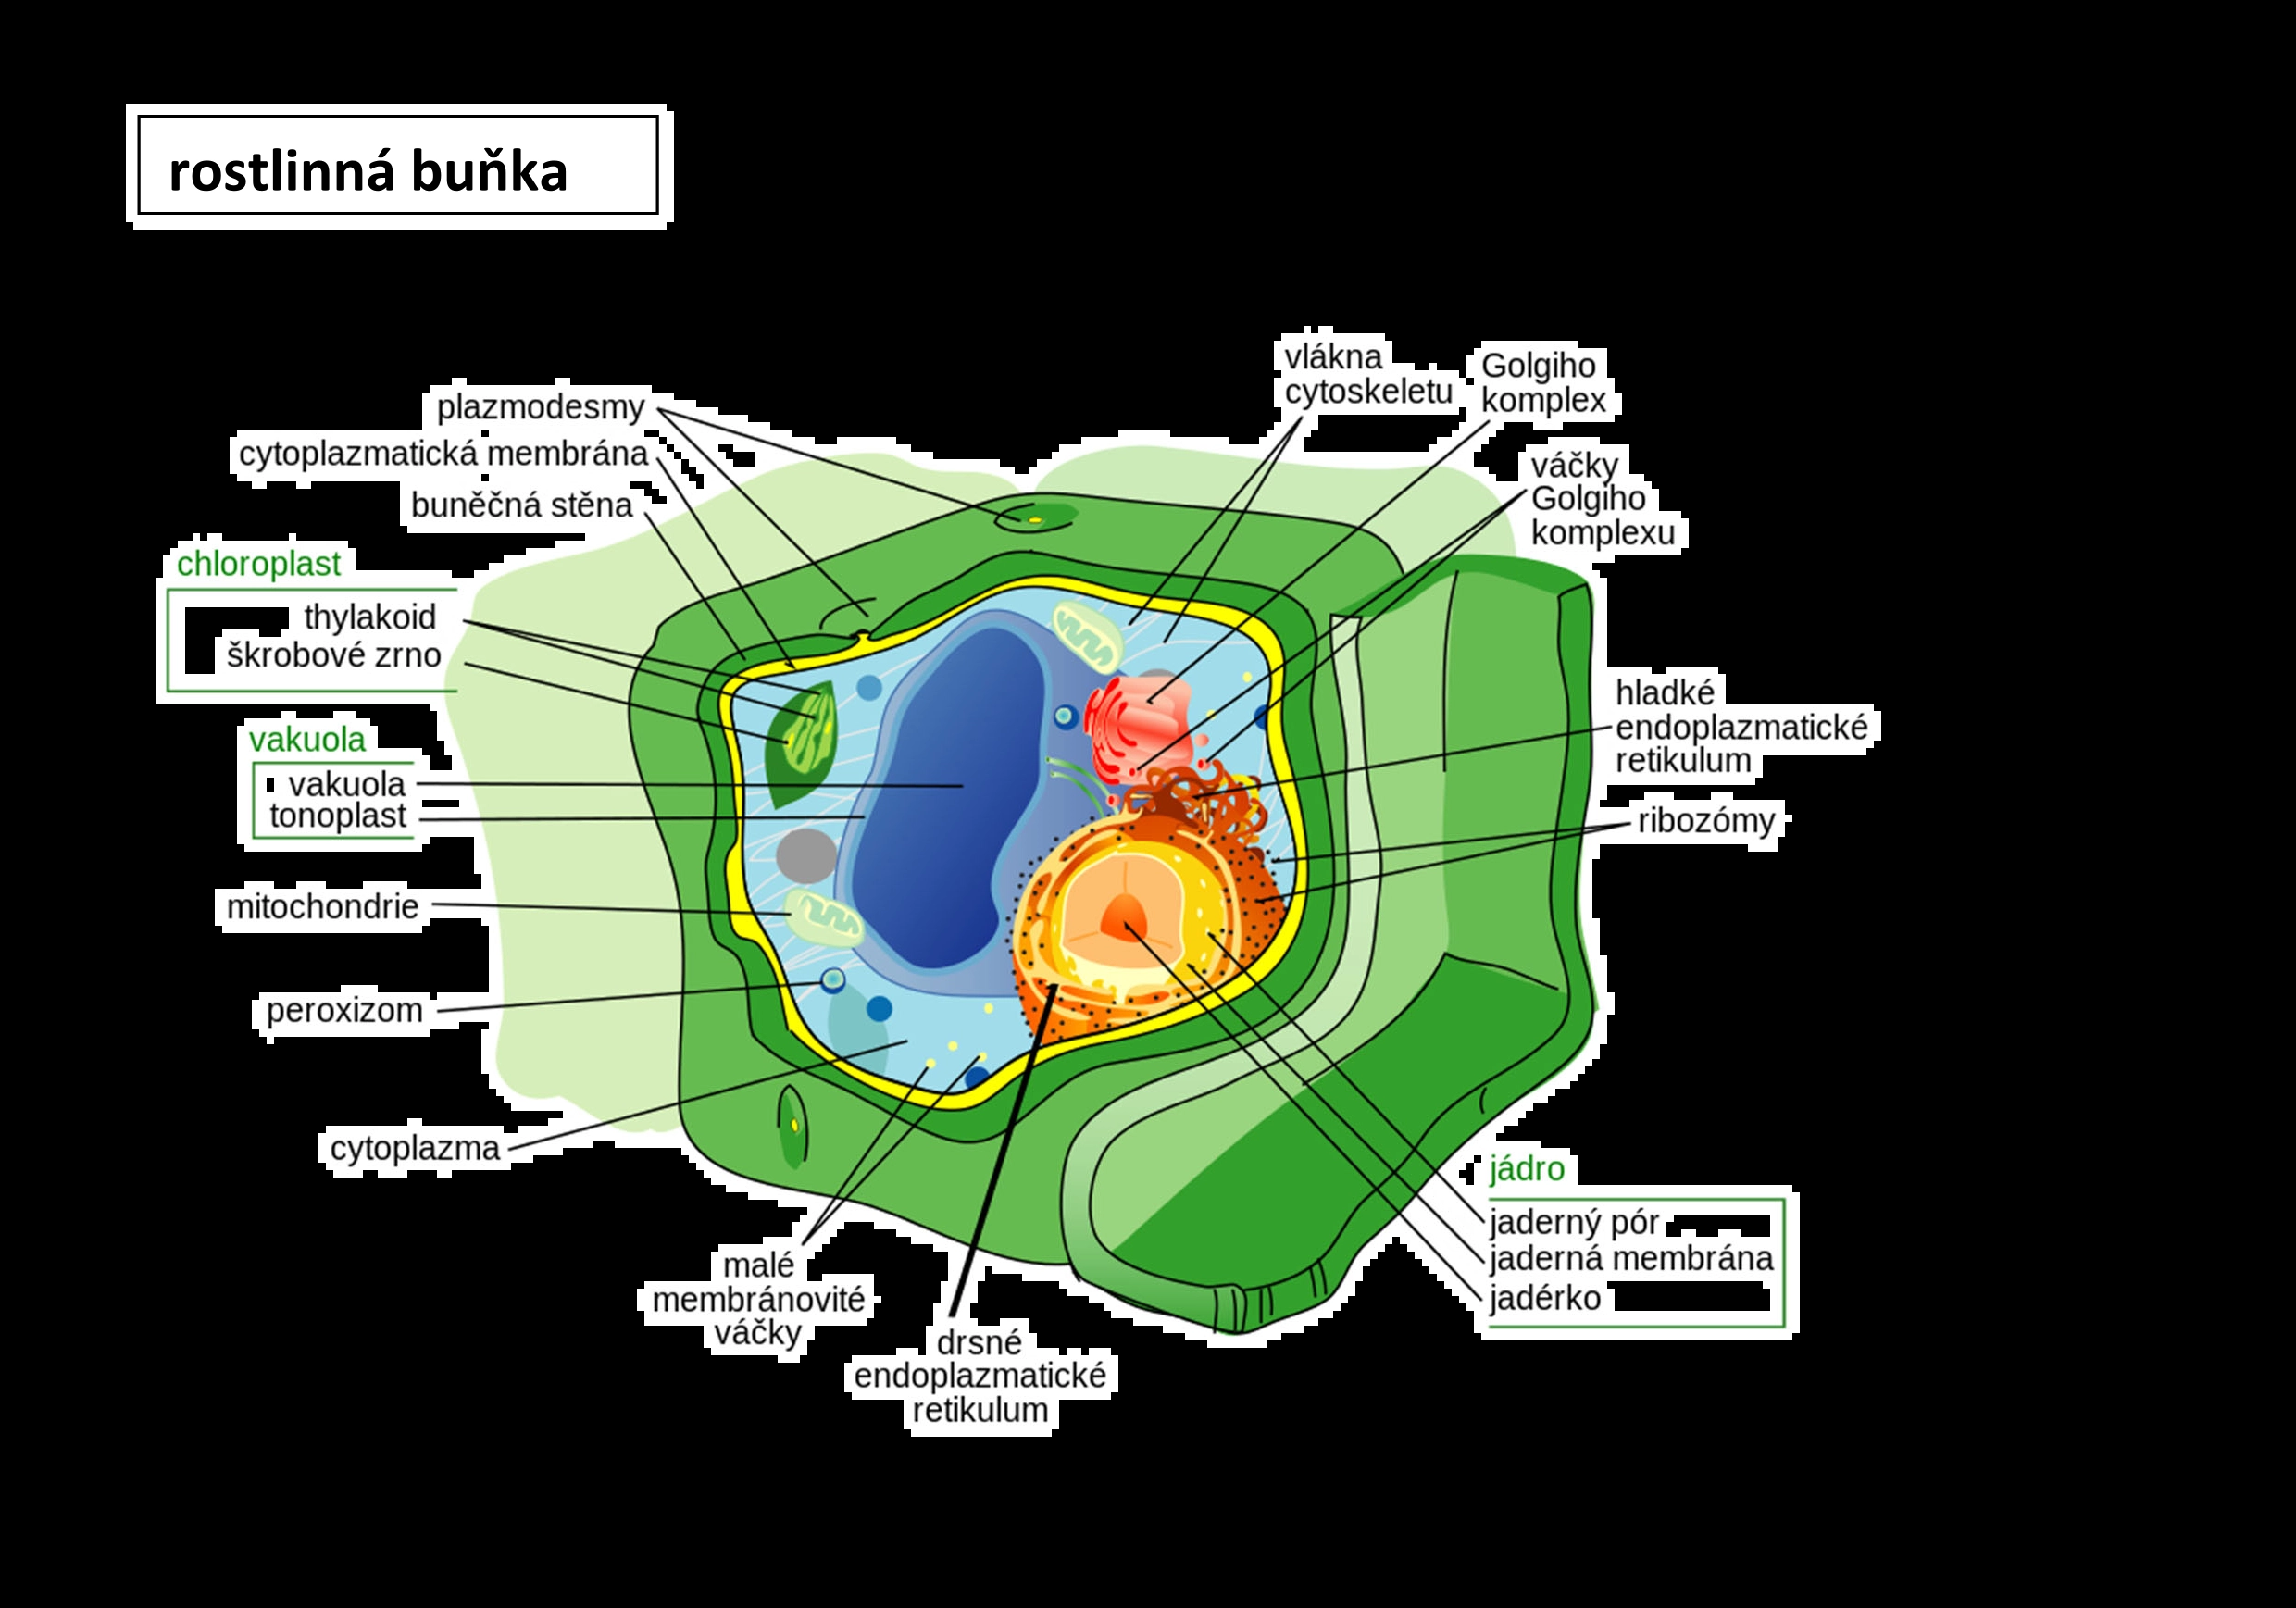 rostlinná buňka
plazmodesmy
cytoplazmatická membrána
buněčná stěna
chloroplast
thylakoid
škrobové zrno
vakuola
vakuola
tonoplast
mitochondrie
peroxizom
cytoplazma
malé
membránovité
váčky
drsné
endoplazmatické
retikulum
vlákna
cytoskeletu
Golgiho
komplex
váčky
Golgiho
komplexu
hladké
endoplazmatické
retikulum
ribozómy
jádro
jaderný pór
jaderná membrána
jadérko